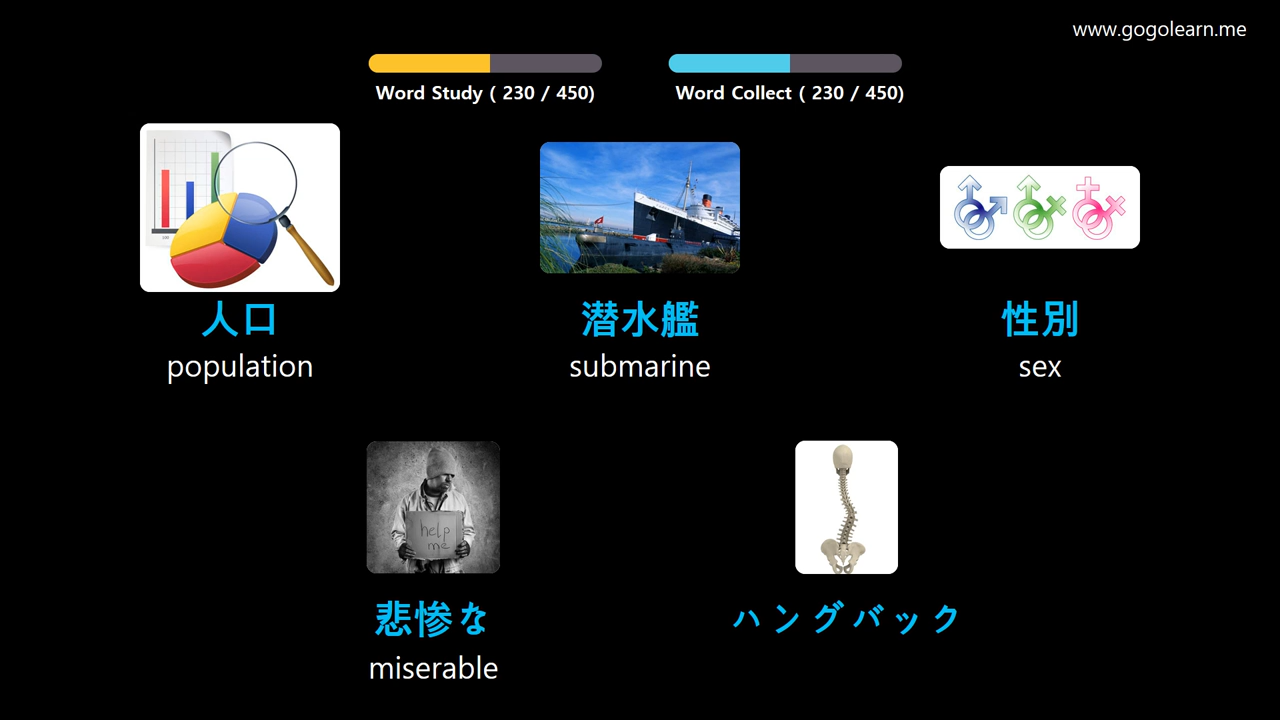 www.gogolearn.me
Word Study ( 230 / 450)
Word Collect ( 230 / 450)
人口
population
潜水艦
submarine
性別
sex
help
me
悲惨な
miserable
ハングバック